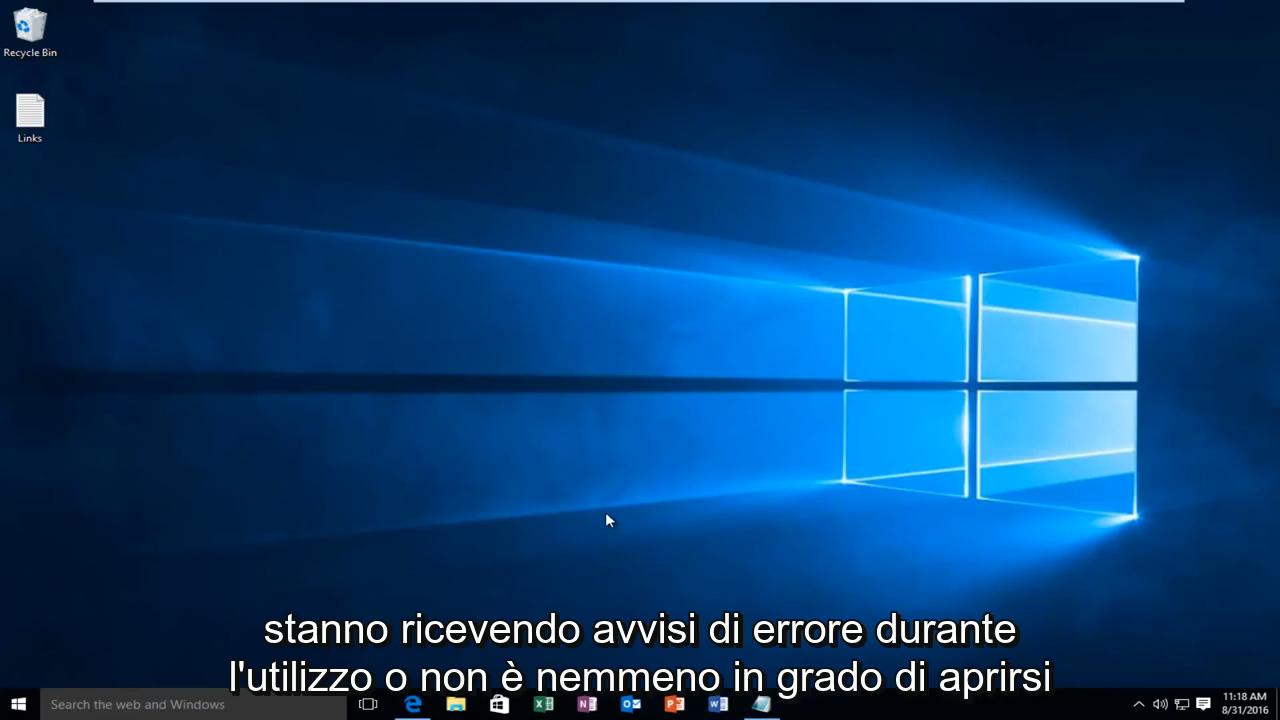 Recycle Bin
Links
stanno ricevendo avvisi di errore durante
l'utilizzo o non è nemmeno in grado di aprirsi
Search the web and Windows
11:18 AM
8/31/2016